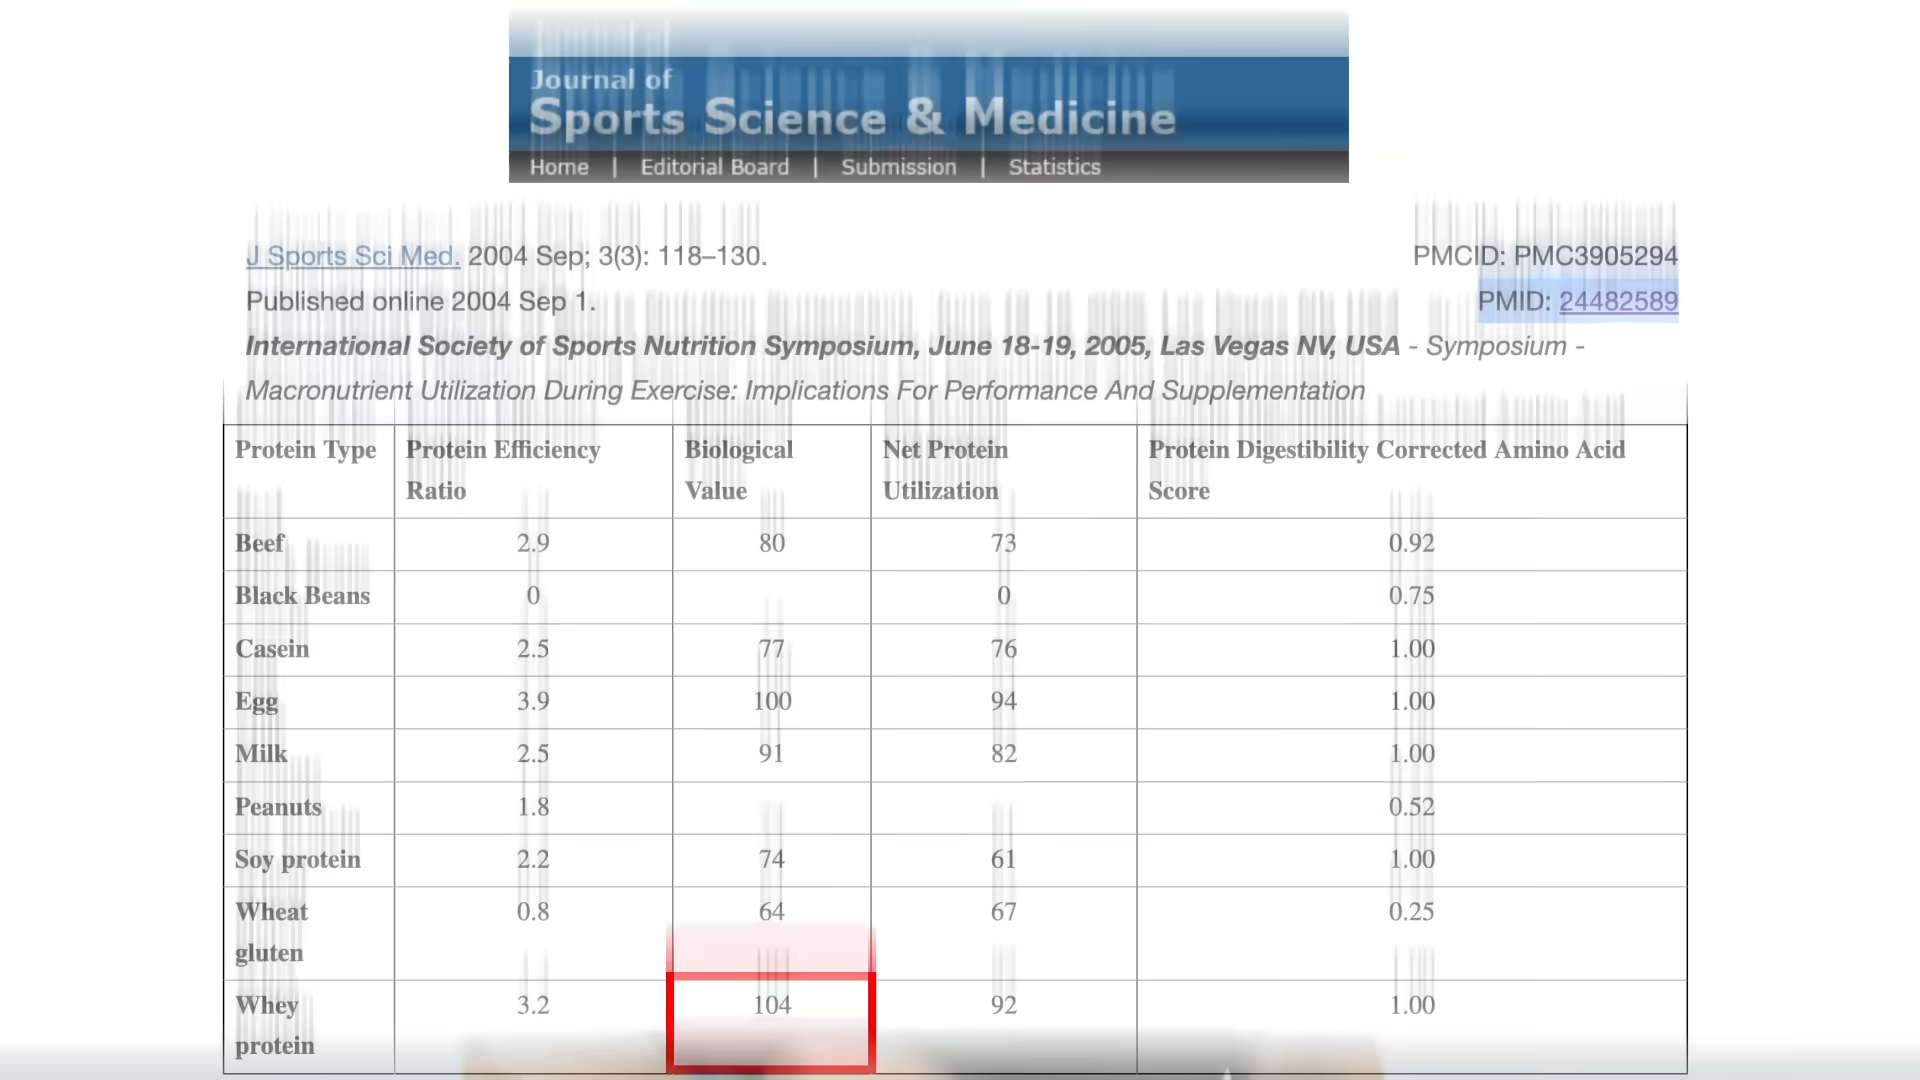 Journal of
Sports Science & Medicine
Home | Editorial Board | Submission | Statistics
J Sports Sci Med. 2004 Sep; 3(3): 118–130. PMCID: PMC3905294
Published online 2004 Sep 1. PMID: 24482589
International Society of Sports Nutrition Symposium, June 18-19, 2005, Las Vegas NV, USA - Symposium -
Macronutrient Utilization During Exercise: Implications For Performance And Supplementation
Protein Type Protein Efficiency Biological Net Protein Protein Digestibility Corrected Amino Acid
Ratio Value Utilization Score
Beef 2.9 80 73 0.92
Black Beans 0 0 0.75
Casein 2.5 77 76 1.00
Egg 3.9 100 94 1.00
Milk 2.5 91 82 1.00
Peanuts 1.8 0.52
Soy protein 2.2 74 61 1.00
Wheat 0.8 64 67 0.25
gluten
Whey 3.2 104 92 1.00
protein